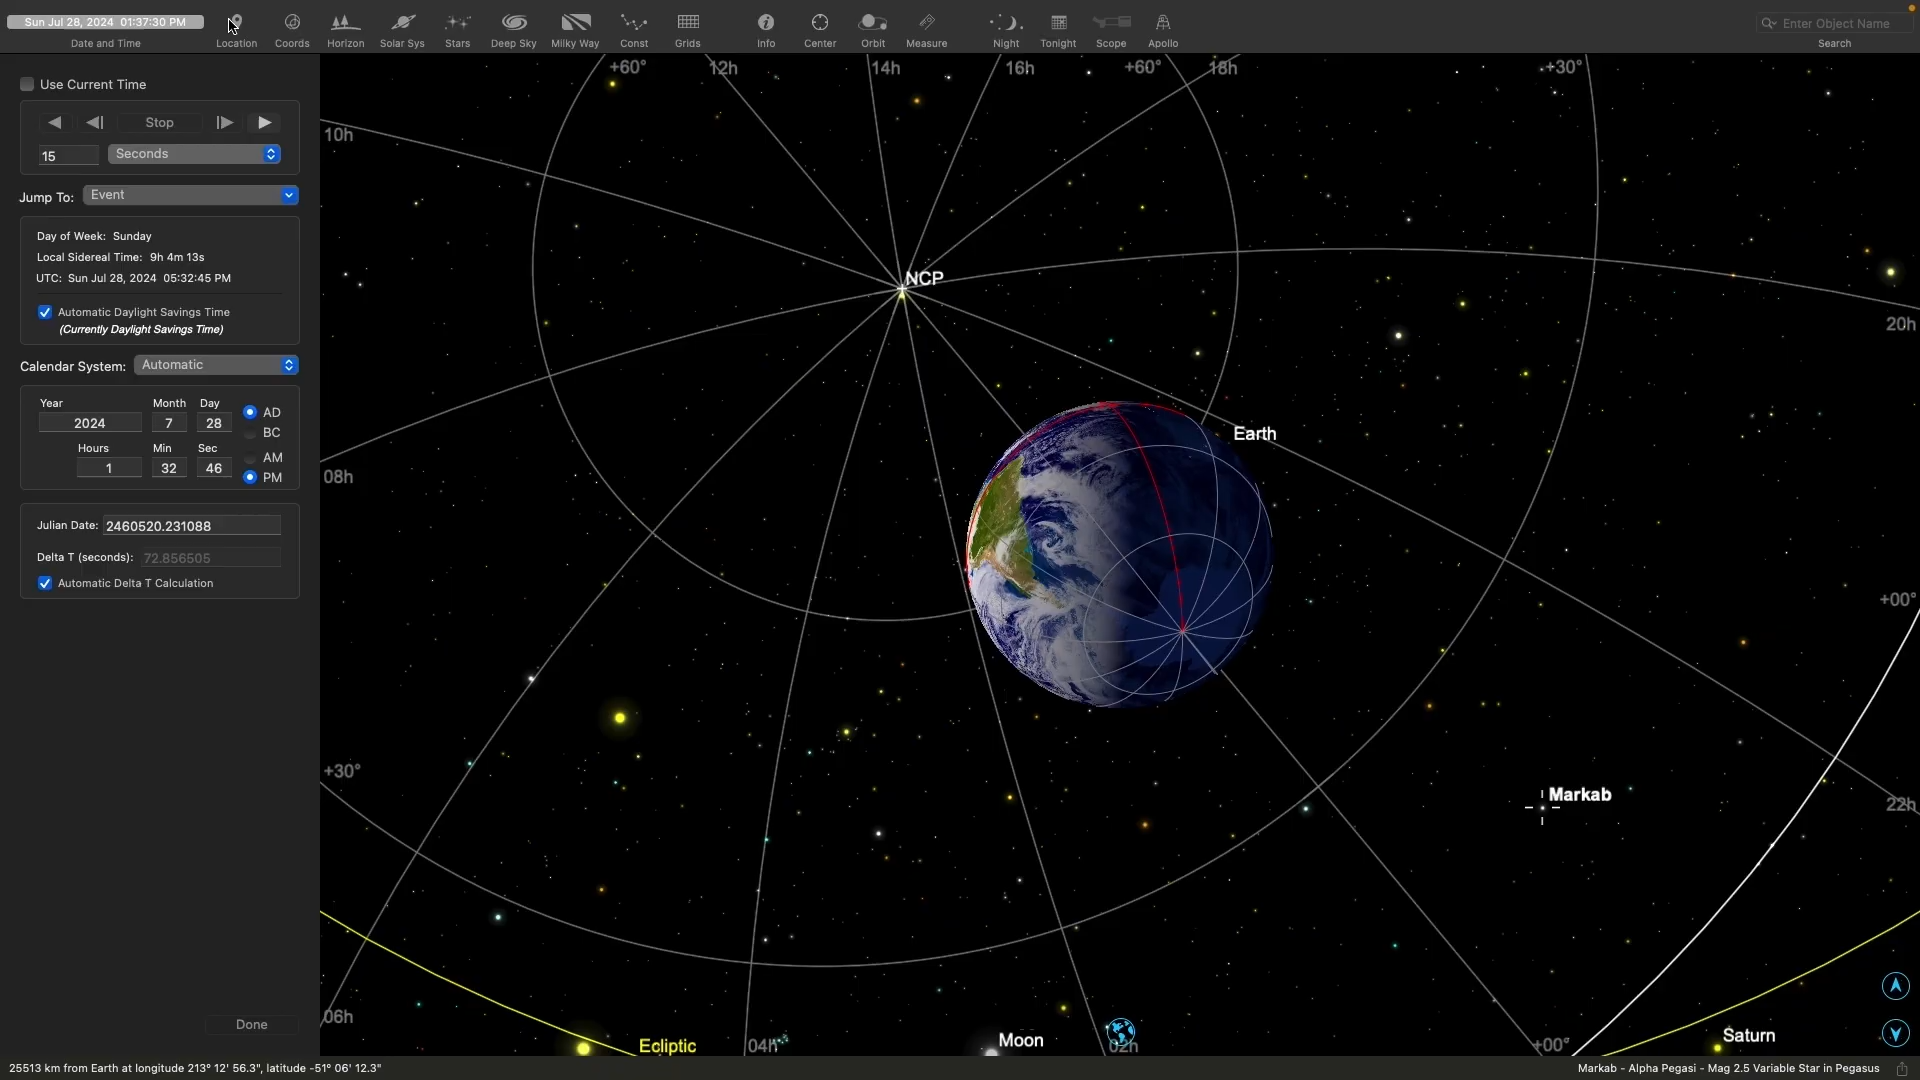 Sun Jul 28, 2024 01:37:30 PM
Date and Time
Location
Coords
Horizon
Solar Sys
Stars
Deep Sky
Milky Way
Const
Grids
Info
Center
Orbit
Measure
Night
Tonight
Scope
Apollo
Enter Object Name
Search
Use Current Time
Stop
15
Seconds
Jump To: Event
Day of Week: Sunday
Local Sidereal Time: 9h 4m 13s
UTC: Sun Jul 28, 2024 05:32:45 PM
Automatic Daylight Savings Time
(Currently Daylight Savings Time)
Calendar System: Automatic
Year Month Day
2024 7 28
AD
BC
Hours Min Sec
1 32 46
AM
PM
Julian Date: 2460520.231088
Delta T (seconds): 72.856505
Automatic Delta T Calculation
Done
+60° 12h 14h 16h +60° 18h +30°
10h
NCP
20h
Earth
08h
+00°
+30°
Markab
22h
06h
Ecliptic
04h
Moon
02h
+00°
Saturn
25513 km from Earth at longitude 213° 12' 56.3", latitude -51° 06' 12.3"
Markab - Alpha Pegasi - Mag 2.5 Variable Star in Pegasus